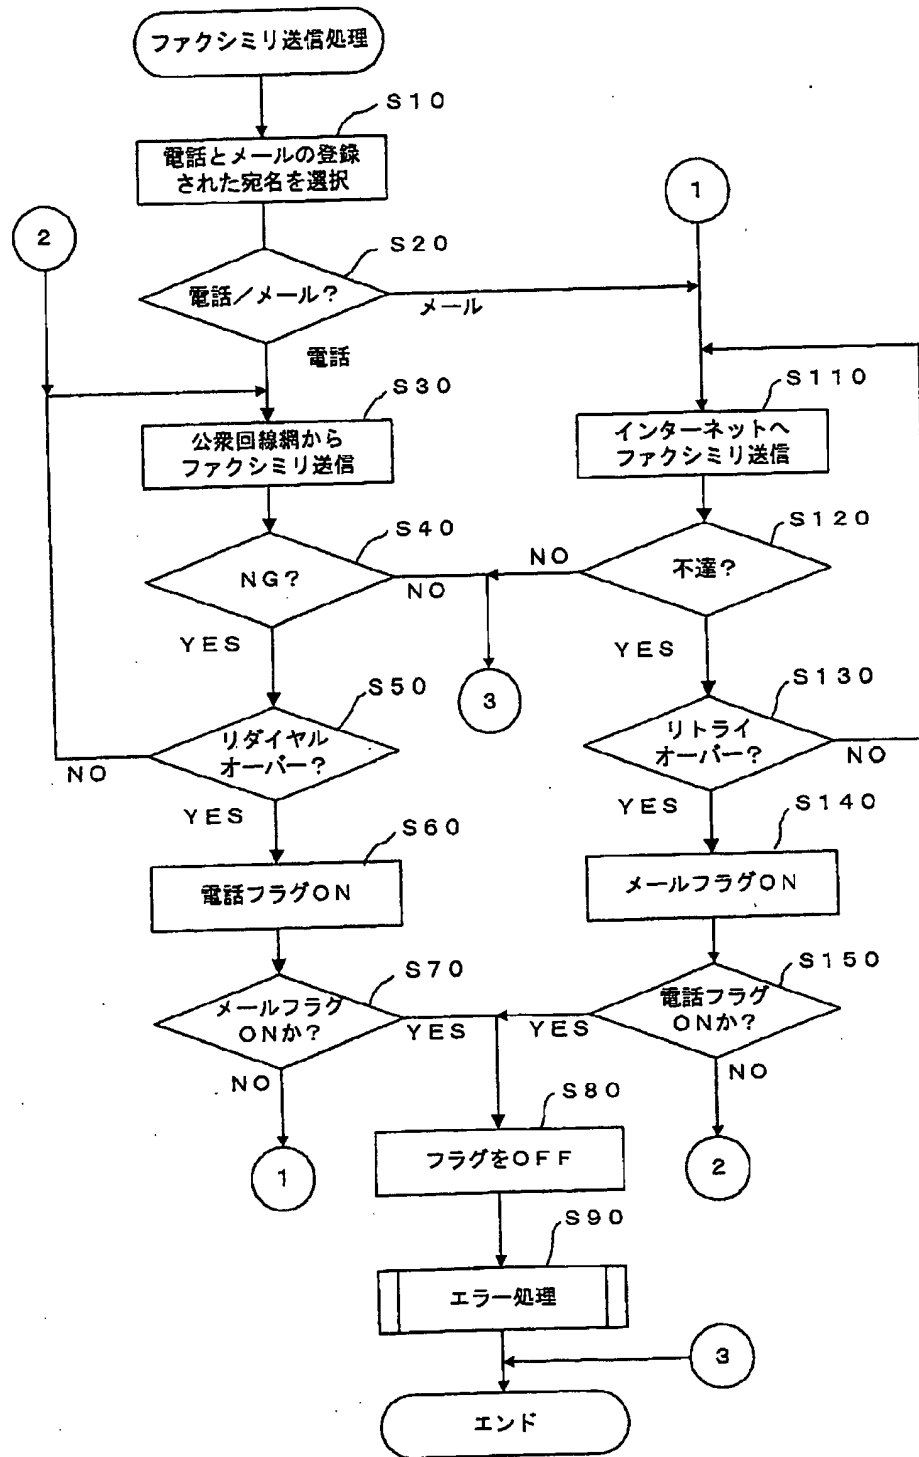 ファクシミリ送信処理
S10
電話とメールの登録
された宛名を選択
1
2
S20
電話/メール?
メール
電話
S30
公衆回線網から
ファクシミリ送信
S110
インターネットへ
ファクシミリ送信
S40
NG?
NO
YES
S120
不達?
NO
YES
3
S50
リダイヤル
オーバー?
NO
YES
S130
リトライ
オーバー?
NO
YES
S60
電話フラグON
S140
メールフラグON
S70
メールフラグ
ONか?
YES
NO
S150
電話フラグ
ONか?
YES
NO
1
2
S80
フラグをOFF
S90
エラー処理
3
エンド